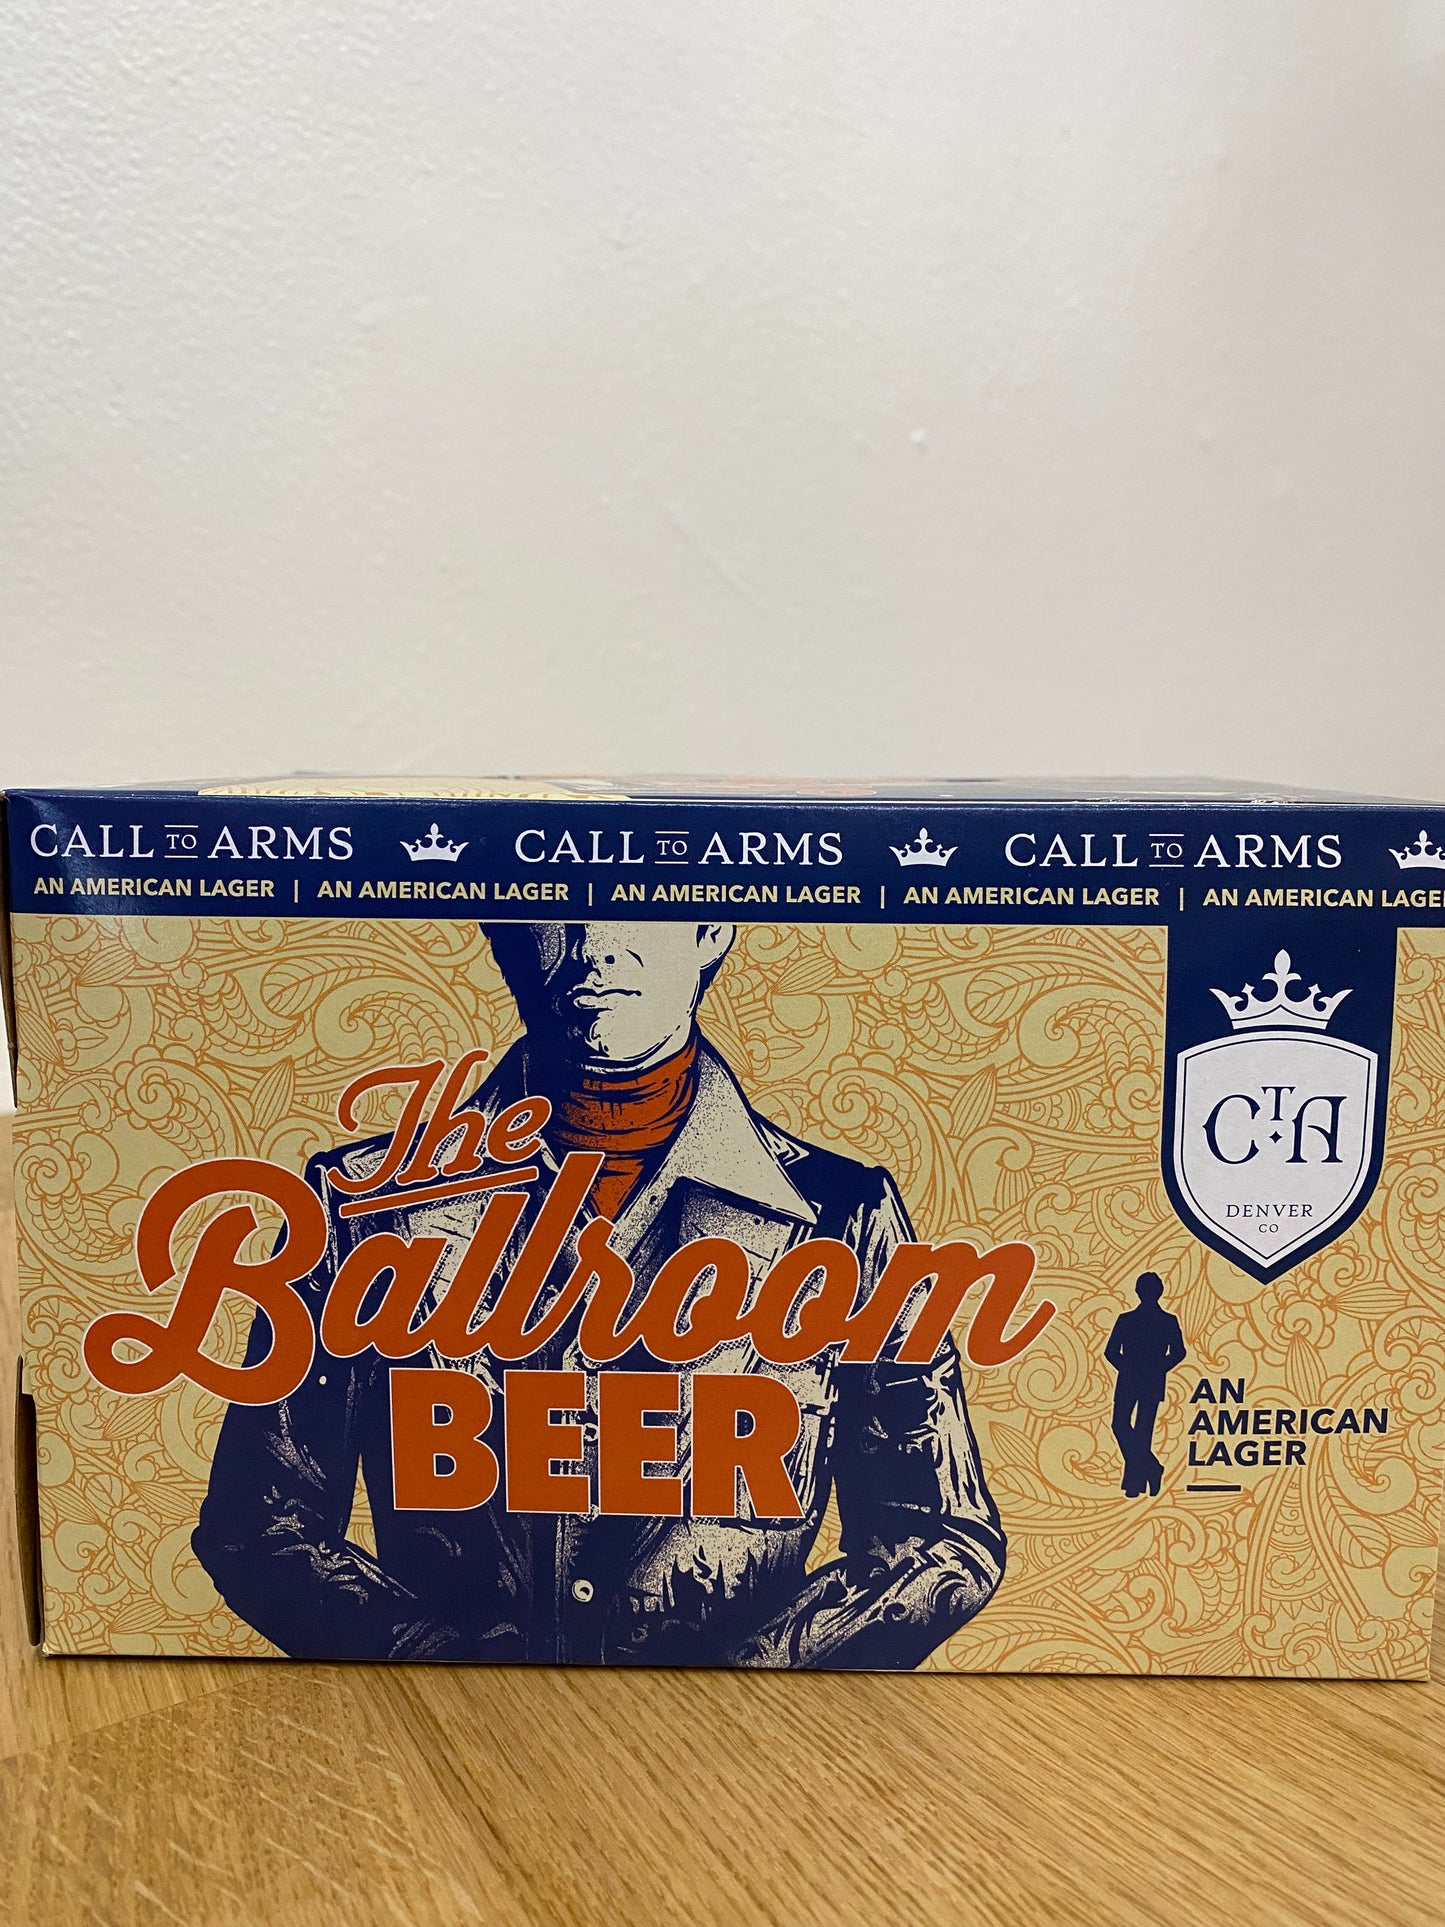 CALL TO ARMS CALL TO ARMS CALL TO ARMS
AN AMERICAN LAGER | AN AMERICAN LAGER | AN AMERICAN LAGER | AN AMERICAN LAGER | AN AMERICAN LAGE
The
Ballroom
BEER
CTA
DENVER
CO
AN
AMERICAN
LAGER